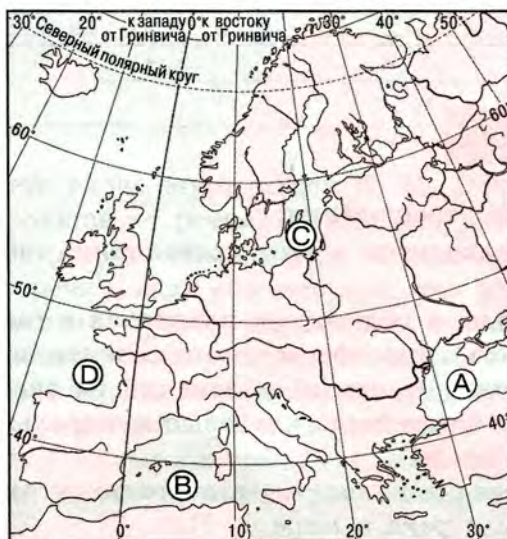 30° 20° к западу 0° к востоку 40° 50°
от Гринвича от Гринвича
Северный полярный круг
60° 60°
C
50°
D A
40° 40°
B
0° 10° 20° 30°